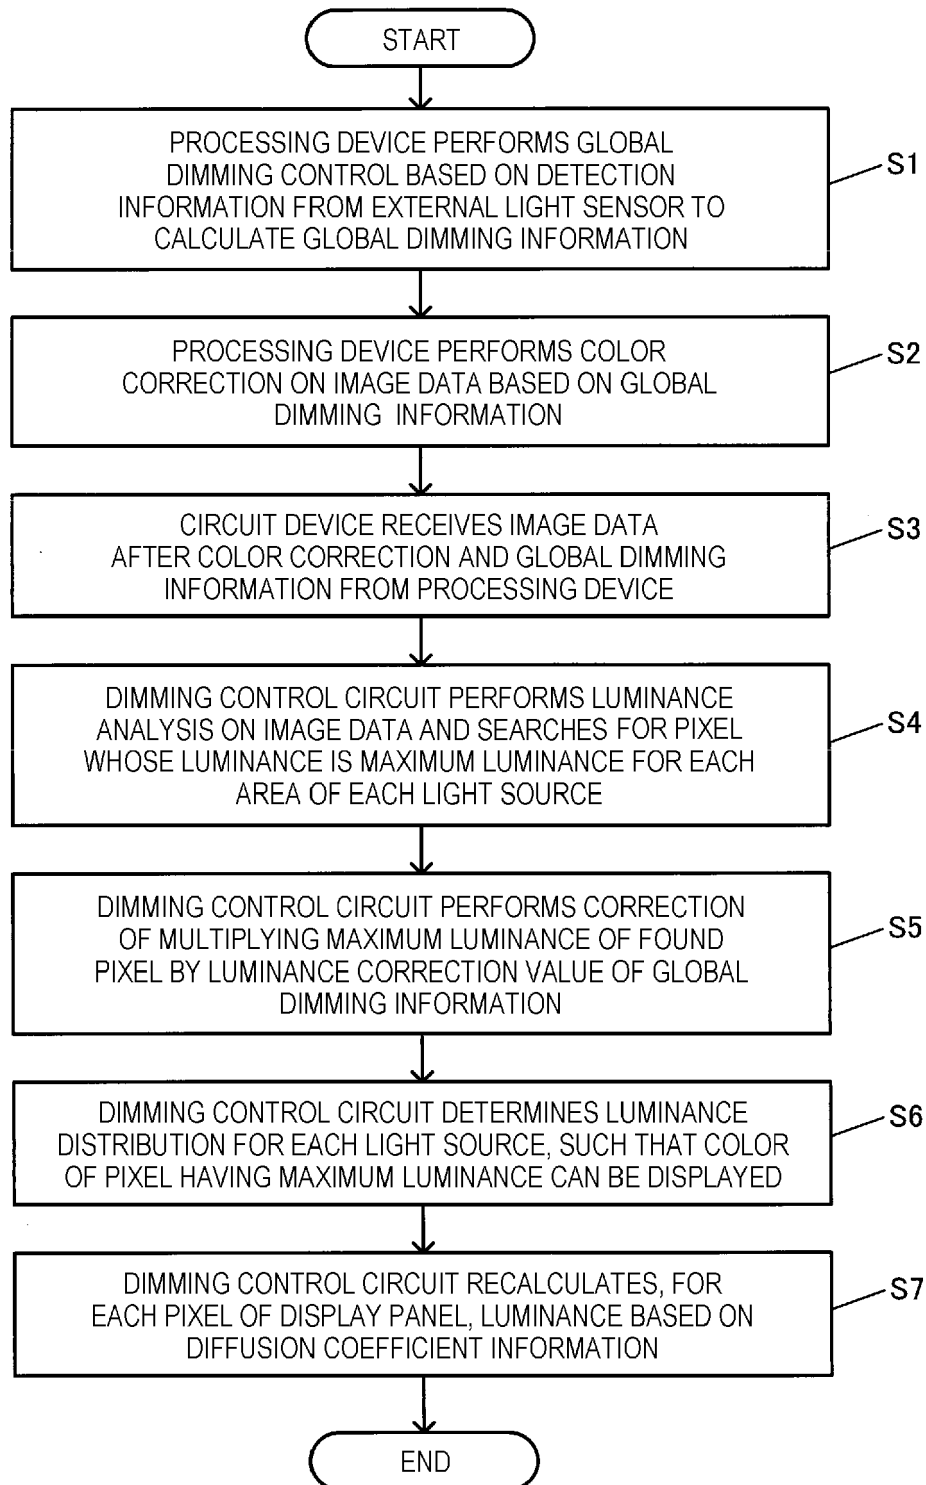 START
PROCESSING DEVICE PERFORMS GLOBAL
DIMMING CONTROL BASED ON DETECTION
INFORMATION FROM EXTERNAL LIGHT SENSOR TO
CALCULATE GLOBAL DIMMING INFORMATION
S1
PROCESSING DEVICE PERFORMS COLOR
CORRECTION ON IMAGE DATA BASED ON GLOBAL
DIMMING INFORMATION
S2
CIRCUIT DEVICE RECEIVES IMAGE DATA
AFTER COLOR CORRECTION AND GLOBAL DIMMING
INFORMATION FROM PROCESSING DEVICE
S3
DIMMING CONTROL CIRCUIT PERFORMS LUMINANCE
ANALYSIS ON IMAGE DATA AND SEARCHES FOR PIXEL
WHOSE LUMINANCE IS MAXIMUM LUMINANCE FOR EACH
AREA OF EACH LIGHT SOURCE
S4
DIMMING CONTROL CIRCUIT PERFORMS CORRECTION
OF MULTIPLYING MAXIMUM LUMINANCE OF FOUND
PIXEL BY LUMINANCE CORRECTION VALUE OF GLOBAL
DIMMING INFORMATION
S5
DIMMING CONTROL CIRCUIT DETERMINES LUMINANCE
DISTRIBUTION FOR EACH LIGHT SOURCE, SUCH THAT COLOR
OF PIXEL HAVING MAXIMUM LUMINANCE CAN BE DISPLAYED
S6
DIMMING CONTROL CIRCUIT RECALCULATES, FOR
EACH PIXEL OF DISPLAY PANEL, LUMINANCE BASED ON
DIFFUSION COEFFICIENT INFORMATION
S7
END